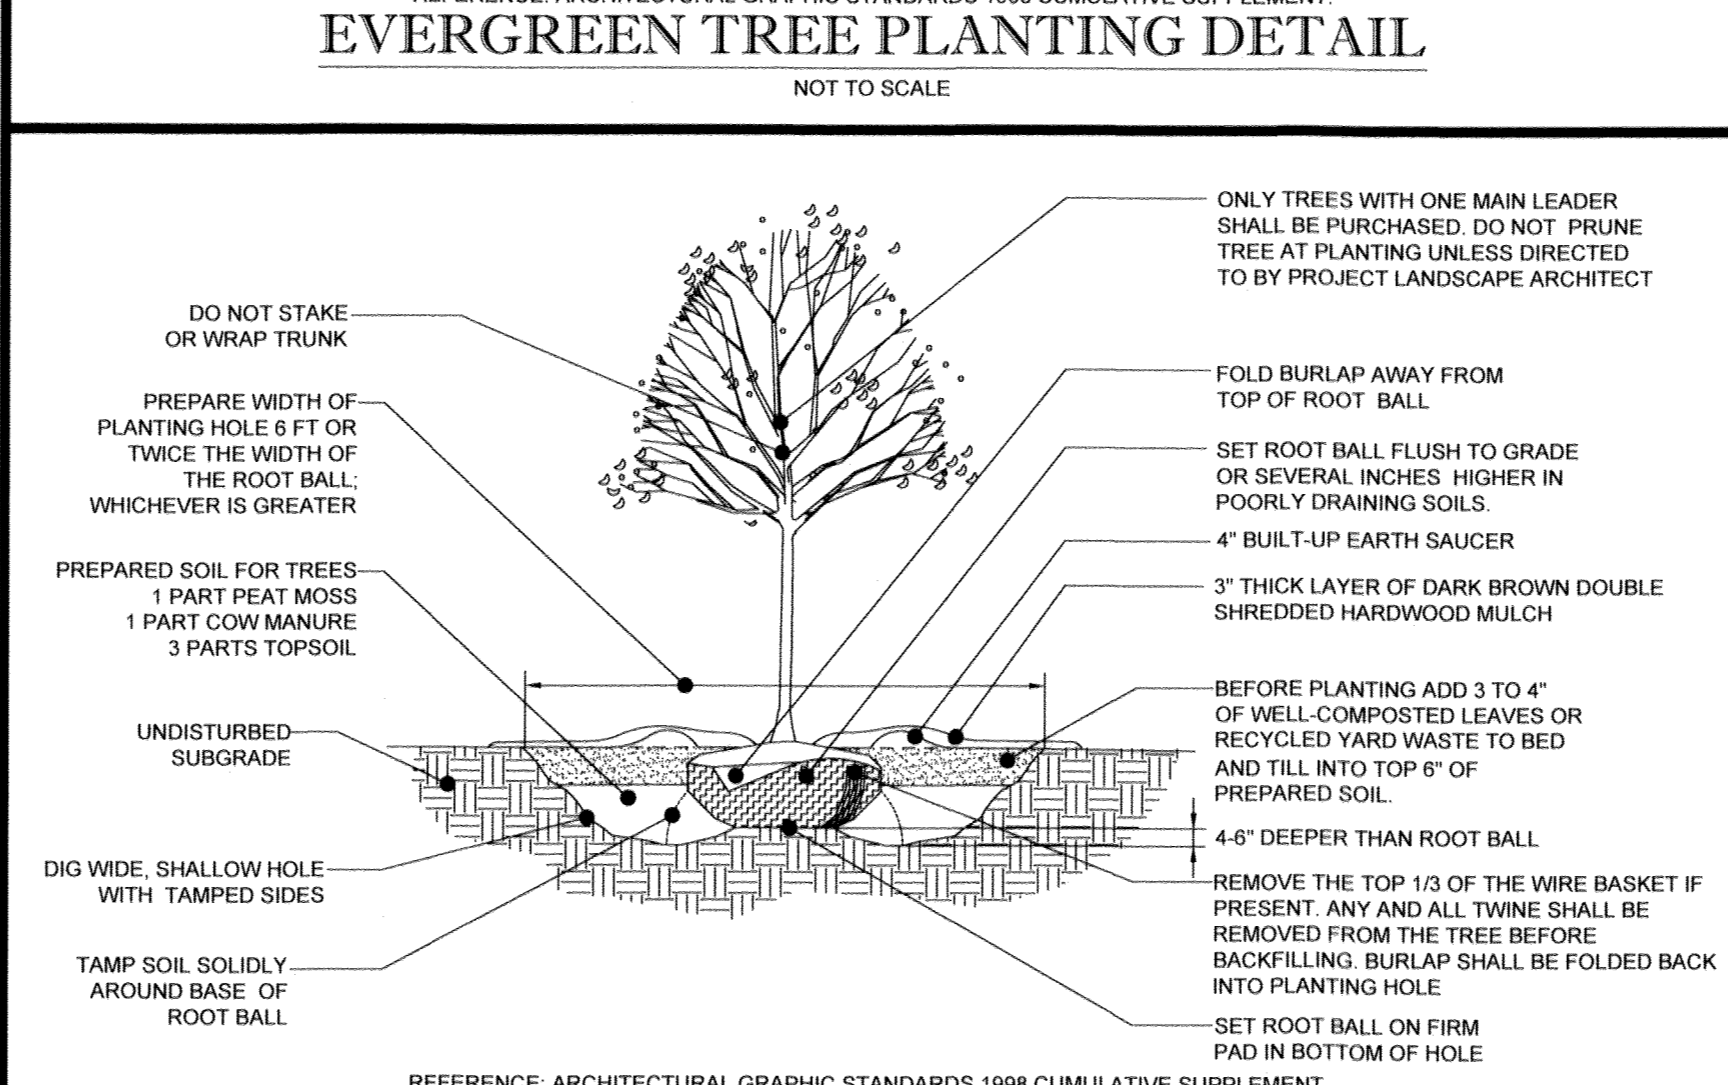 REFERENCE: ARCHITECTURAL GRAPHIC STANDARDS 1998 CUMULATIVE SUPPLEMENT.
EVERGREEN TREE PLANTING DETAIL
NOT TO SCALE
DO NOT STAKE
OR WRAP TRUNK
PREPARE WIDTH OF
PLANTING HOLE 6 FT OR
TWICE THE WIDTH OF
THE ROOT BALL;
WHICHEVER IS GREATER
PREPARED SOIL FOR TREES
1 PART PEAT MOSS
1 PART COW MANURE
3 PARTS TOPSOIL
UNDISTURBED
SUBGRADE
DIG WIDE, SHALLOW HOLE
WITH TAMPED SIDES
TAMP SOIL SOLIDLY
AROUND BASE OF
ROOT BALL
ONLY TREES WITH ONE MAIN LEADER
SHALL BE PURCHASED. DO NOT PRUNE
TREE AT PLANTING UNLESS DIRECTED
TO BY PROJECT LANDSCAPE ARCHITECT
FOLD BURLAP AWAY FROM
TOP OF ROOT BALL
SET ROOT BALL FLUSH TO GRADE
OR SEVERAL INCHES HIGHER IN
POORLY DRAINING SOILS.
4" BUILT-UP EARTH SAUCER
3" THICK LAYER OF DARK BROWN DOUBLE
SHREDDED HARDWOOD MULCH
BEFORE PLANTING ADD 3 TO 4"
OF WELL-COMPOSTED LEAVES OR
RECYCLED YARD WASTE TO BED
AND TILL INTO TOP 6" OF
PREPARED SOIL.
4-6" DEEPER THAN ROOT BALL
REMOVE THE TOP 1/3 OF THE WIRE BASKET IF
PRESENT. ANY AND ALL TWINE SHALL BE
REMOVED FROM THE TREE BEFORE
BACKFILLING. BURLAP SHALL BE FOLDED BACK
INTO PLANTING HOLE
SET ROOT BALL ON FIRM
PAD IN BOTTOM OF HOLE
REFERENCE: ARCHITECTURAL GRAPHIC STANDARDS 1998 CUMULATIVE SUPPLEMENT